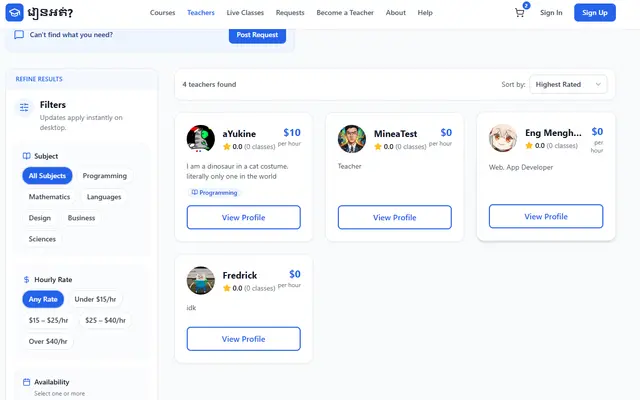 រៀនអត់?
Courses
Teachers
Live Classes
Requests
Become a Teacher
About
Help
2
Sign In
Sign Up
Can't find what you need?
Post Request
REFINE RESULTS
Filters
Updates apply instantly on
desktop.
Subject
All Subjects
Programming
Mathematics
Languages
Design
Business
Sciences
Hourly Rate
Any Rate
Under $15/hr
$15 – $25/hr
$25 – $40/hr
Over $40/hr
Availability
Select one or more
4 teachers found
Sort by:
Highest Rated
aYukine
$10
0.0 (0 classes)
per hour
I am a dinosaur in a cat costume.
literally only one in the world
Programming
View Profile
MineaTest
$0
0.0 (0 classes)
per hour
Teacher
View Profile
Eng Mengh...
$0
0.0 (0 classes)
per
hour
Web, App Developer
View Profile
Fredrick
$0
0.0 (0 classes)
per hour
idk
View Profile